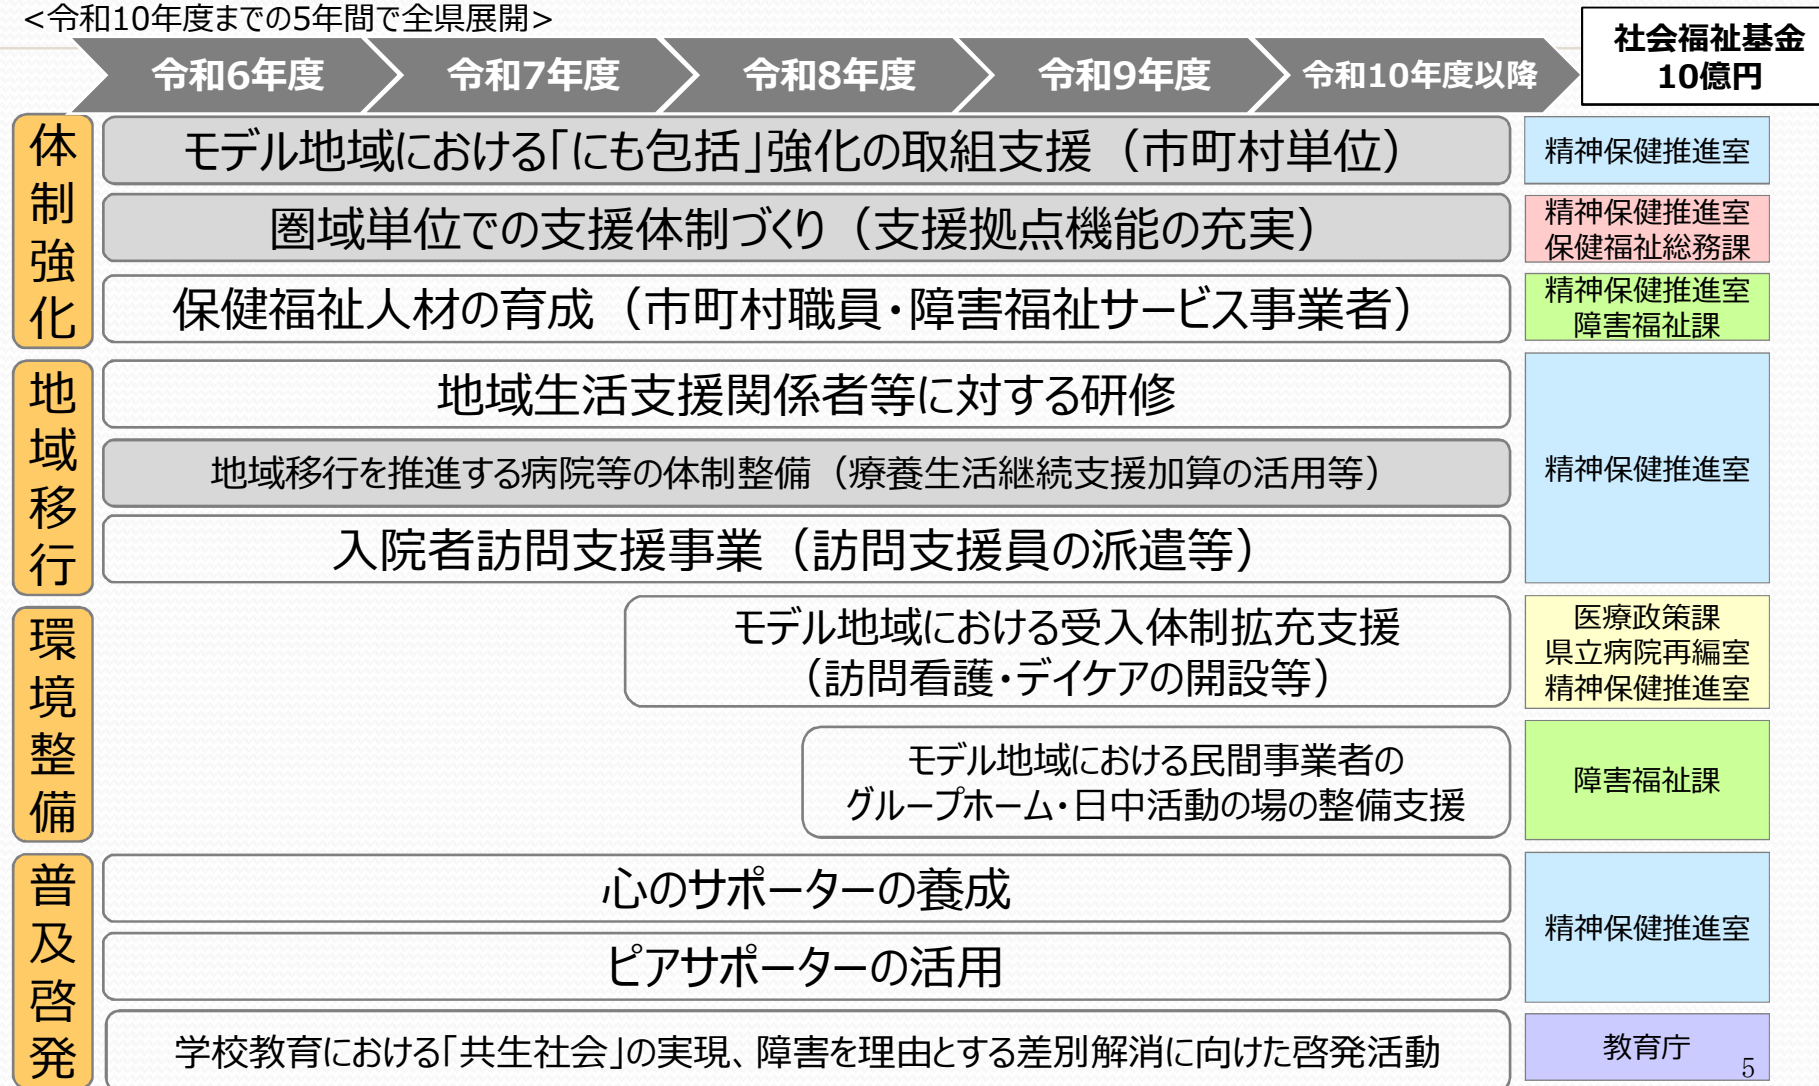 <令和10年度までの5年間で全県展開>
令和6年度
令和7年度
令和8年度
令和9年度
令和10年度以降
社会福祉基金
10億円
体制強化
モデル地域における「にも包括」強化の取組支援（市町村単位）
精神保健推進室
圏域単位での支援体制づくり（支援拠点機能の充実）
精神保健推進室
保健福祉総務課
保健福祉人材の育成（市町村職員・障害福祉サービス事業者）
精神保健推進室
障害福祉課
地域移行
地域生活支援関係者等に対する研修
地域移行を推進する病院等の体制整備（療養生活継続支援加算の活用等）
入院者訪問支援事業（訪問支援員の派遣等）
精神保健推進室
環境整備
モデル地域における受入体制拡充支援
（訪問看護・デイケアの開設等）
医療政策課
県立病院再編室
精神保健推進室
モデル地域における民間事業者の
グループホーム・日中活動の場の整備支援
障害福祉課
普及啓発
心のサポーターの養成
ピアサポーターの活用
精神保健推進室
学校教育における「共生社会」の実現、障害を理由とする差別解消に向けた啓発活動
教育庁
5